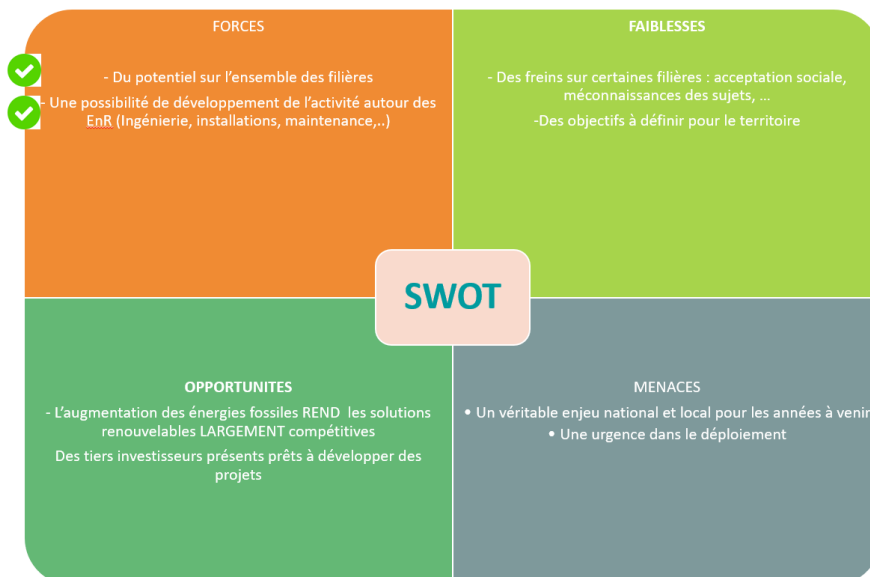 FORCES
- Du potentiel sur l'ensemble des filières
- Une possibilité de développement de l'activité autour des
EnR (Ingénierie, installations, maintenance,..)
FAIBLESSES
- Des freins sur certaines filières : acceptation sociale,
méconnaissances des sujets, ...
-Des objectifs à définir pour le territoire
SWOT
OPPORTUNITES
- L'augmentation des énergies fossiles REND les solutions
renouvelables LARGEMENT compétitives
Des tiers investisseurs présents prêts à développer des
projets
MENACES
• Un véritable enjeu national et local pour les années à venir
• Une urgence dans le déploiement